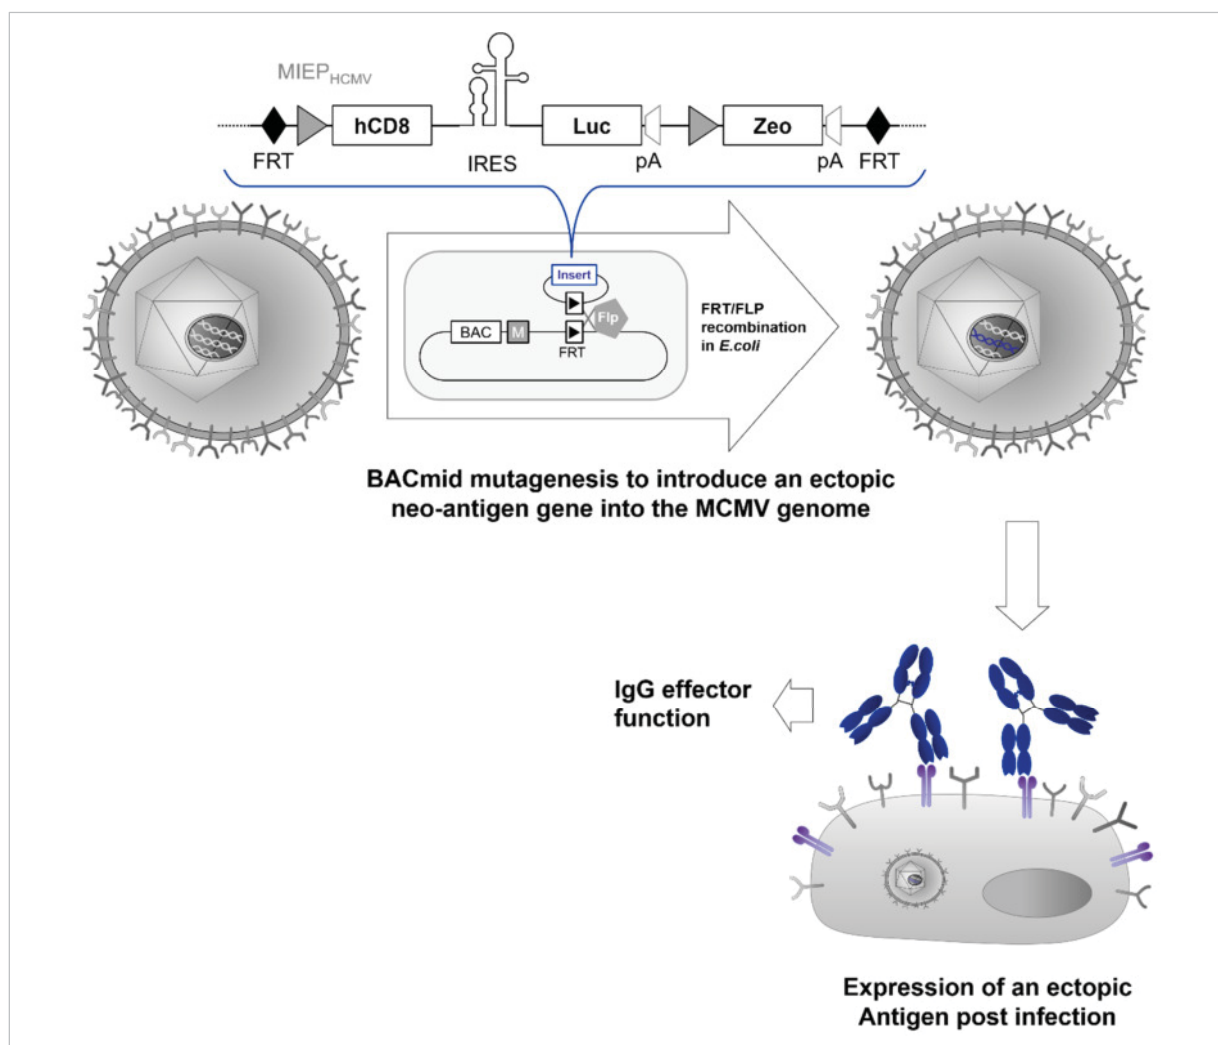 MIEPHCMV
hCD8
Luc
Zeo
FRT
IRES
pA
pA
FRT
Insert
Flp
BAC
M
FRT
FRT/FLP
recombination
in E.coli
BACmid mutagenesis to introduce an ectopic
neo-antigen gene into the MCMV genome
IgG effector
function
Expression of an ectopic
Antigen post infection